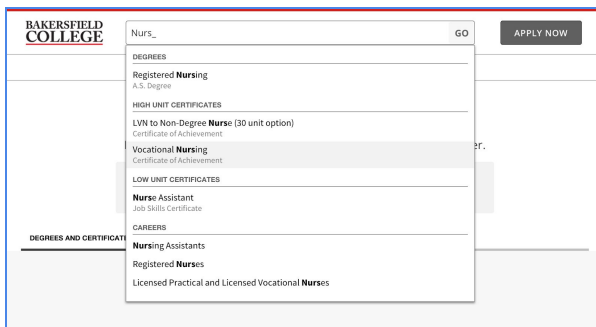 BAKERSFIELD
COLLEGE
Nurs_
GO
APPLY NOW
DEGREES
Registered Nursing
A.S. Degree
HIGH UNIT CERTIFICATES
LVN to Non-Degree Nurse (30 unit option)
Certificate of Achievement
er.
Vocational Nursing
Certificate of Achievement
LOW UNIT CERTIFICATES
Nurse Assistant
Job Skills Certificate
CAREERS
DEGREES AND CERTIFICATI
Nursing Assistants
Registered Nurses
Licensed Practical and Licensed Vocational Nurses